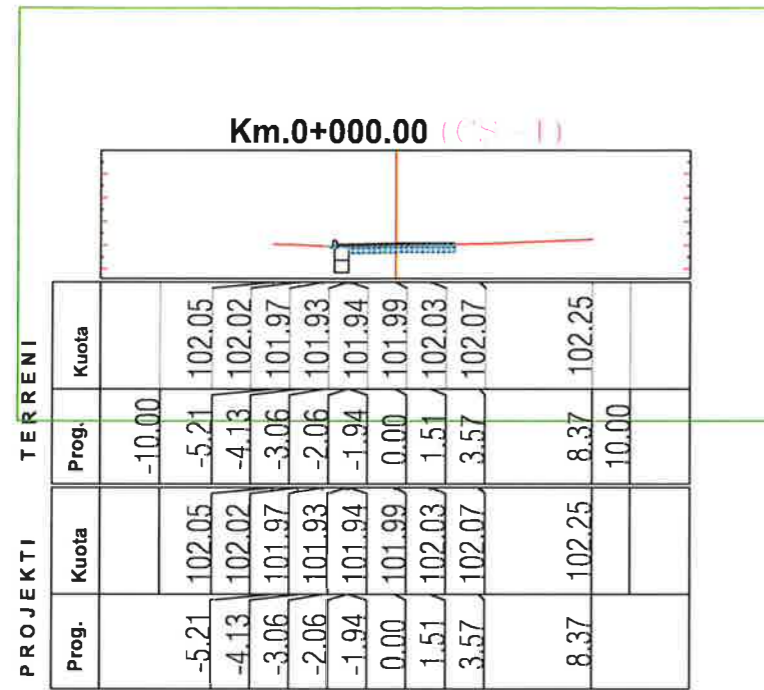 Km.0+000.00 (CS - 1)
TERRENI
Kuota 102.05 102.02 101.97 101.93 101.94 101.99 102.03 102.07 102.25
Prog. -10.00 -5.21 -4.13 -3.06 -2.06 -1.94 0.00 1.51 3.57 8.37 10.00
PROJEKTI
Kuota 102.05 102.02 101.97 101.93 101.94 101.99 102.03 102.07 102.25
Prog. -5.21 -4.13 -3.06 -2.06 -1.94 0.00 1.51 3.57 8.37